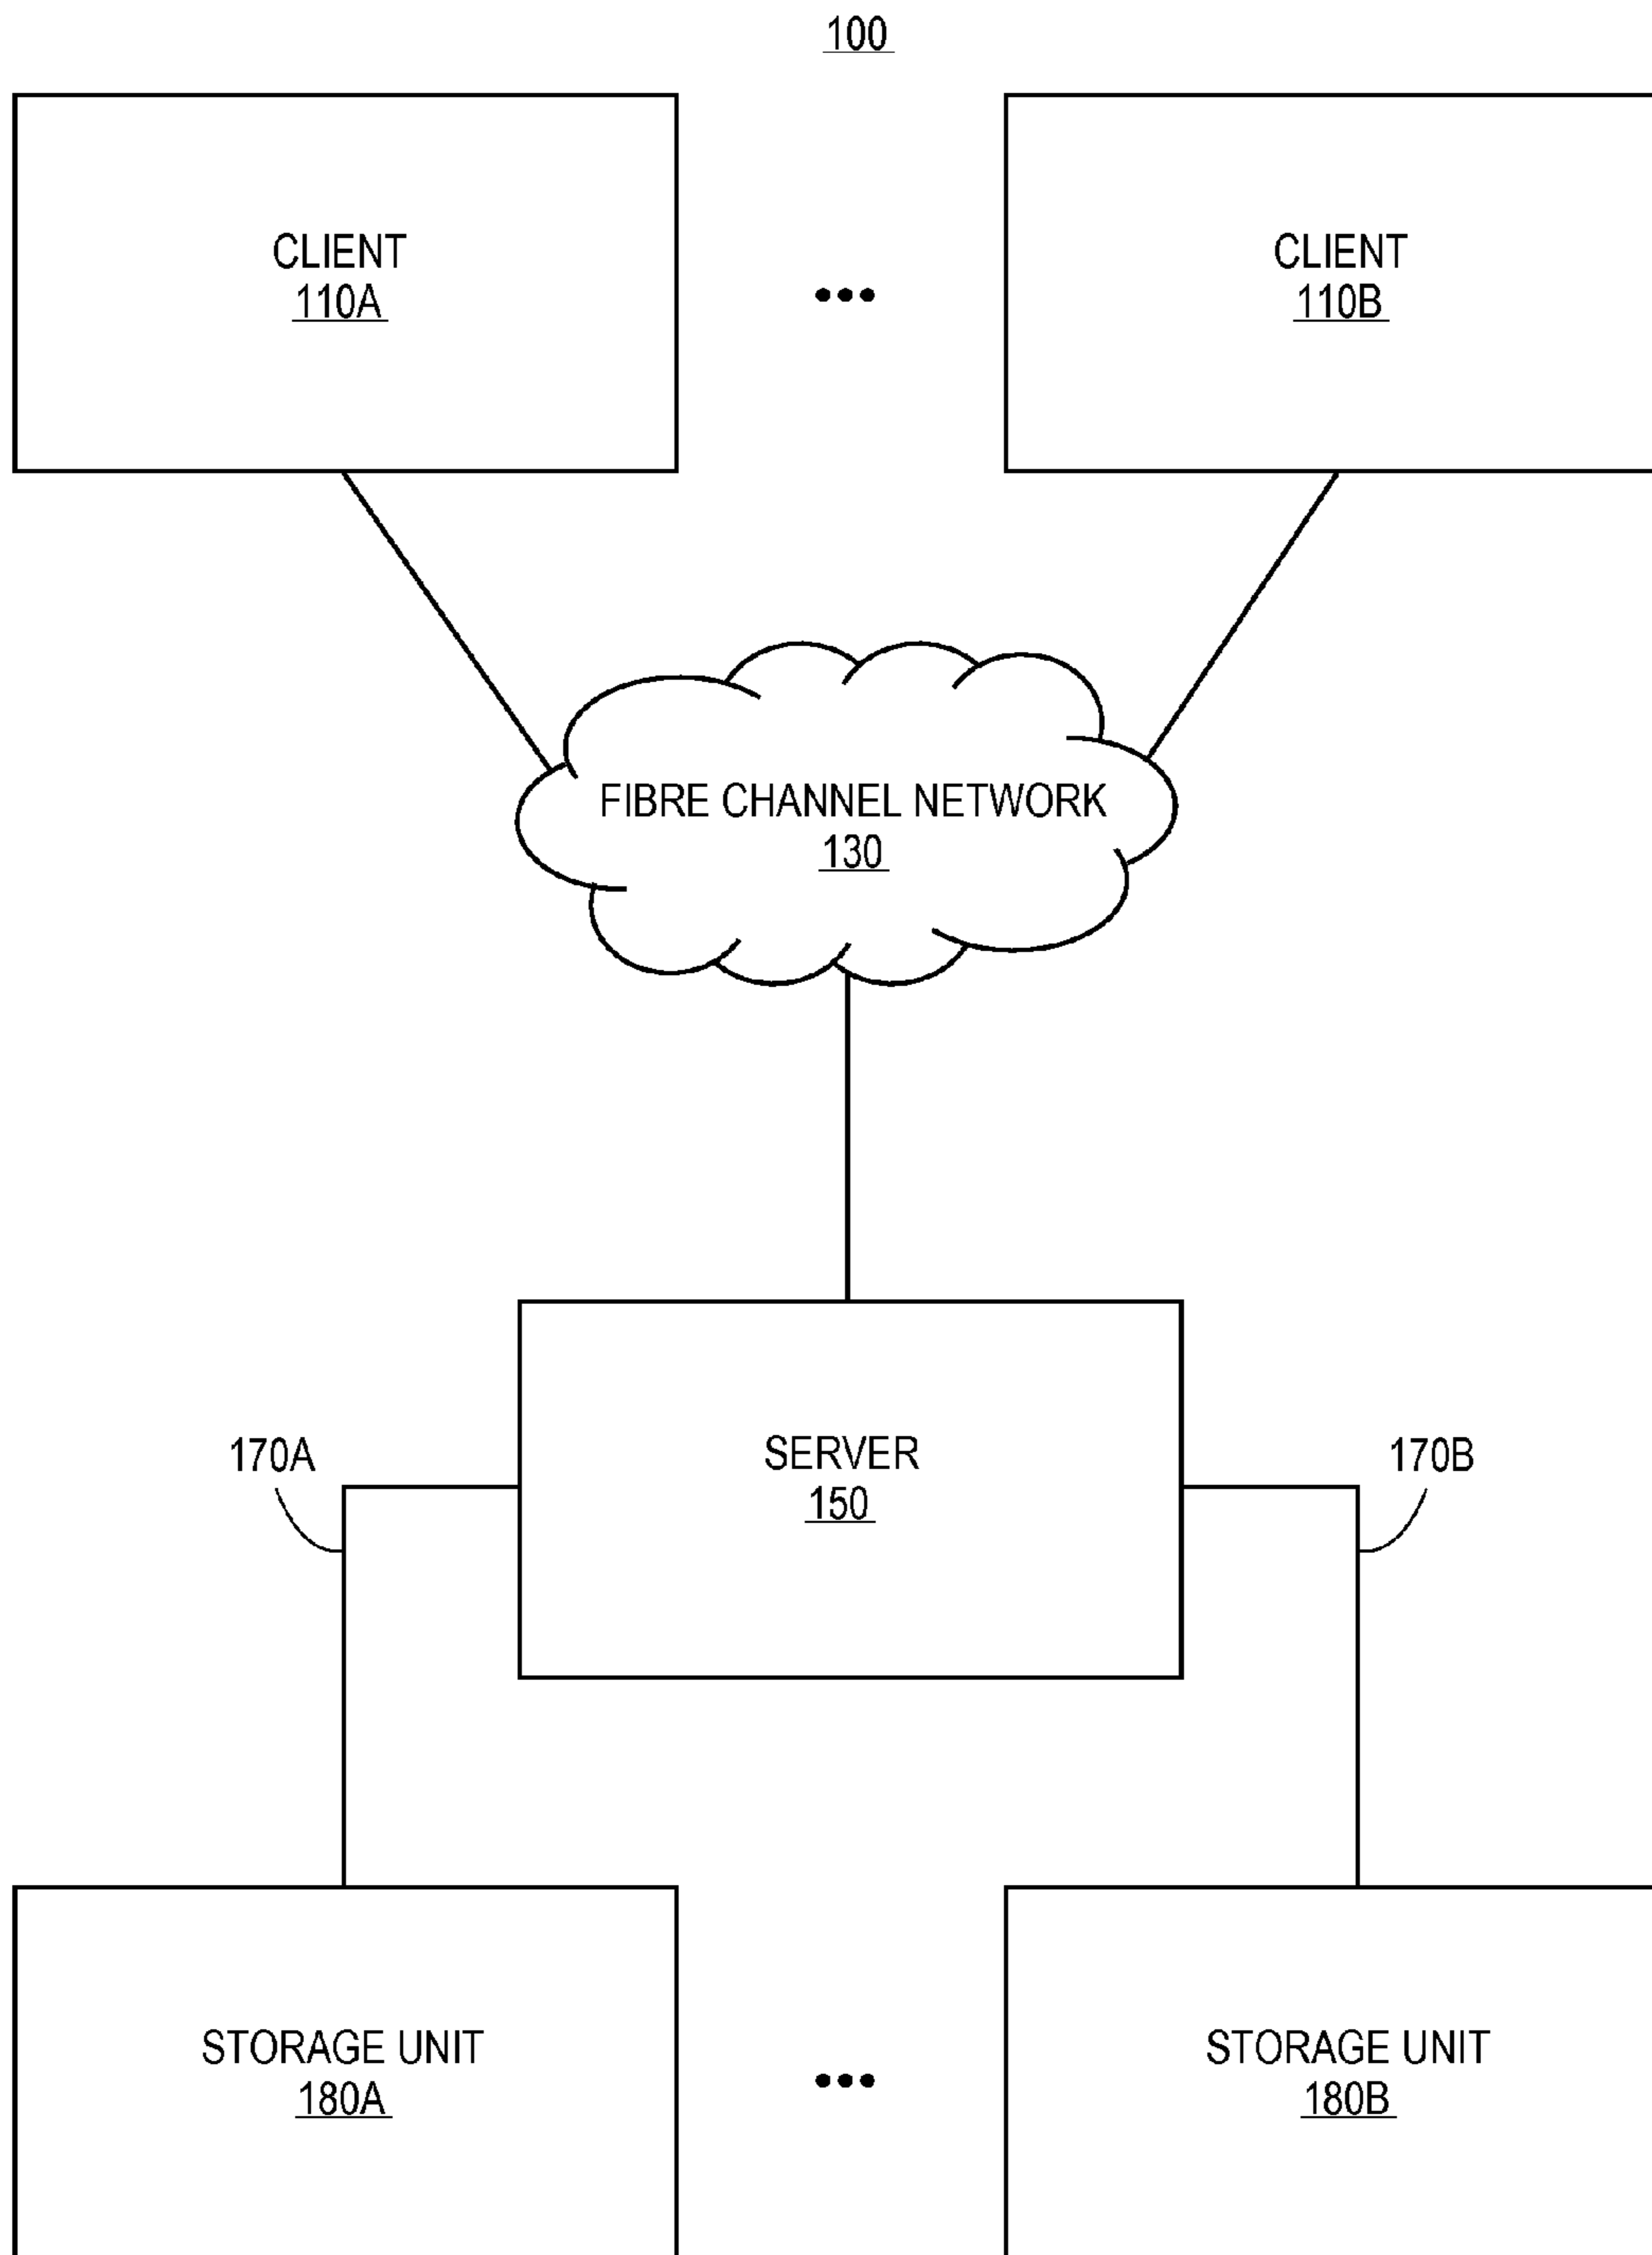 100
CLIENT
110A
•••
CLIENT
110B
FIBRE CHANNEL NETWORK
130
170A
SERVER
150
170B
STORAGE UNIT
180A
•••
STORAGE UNIT
180B